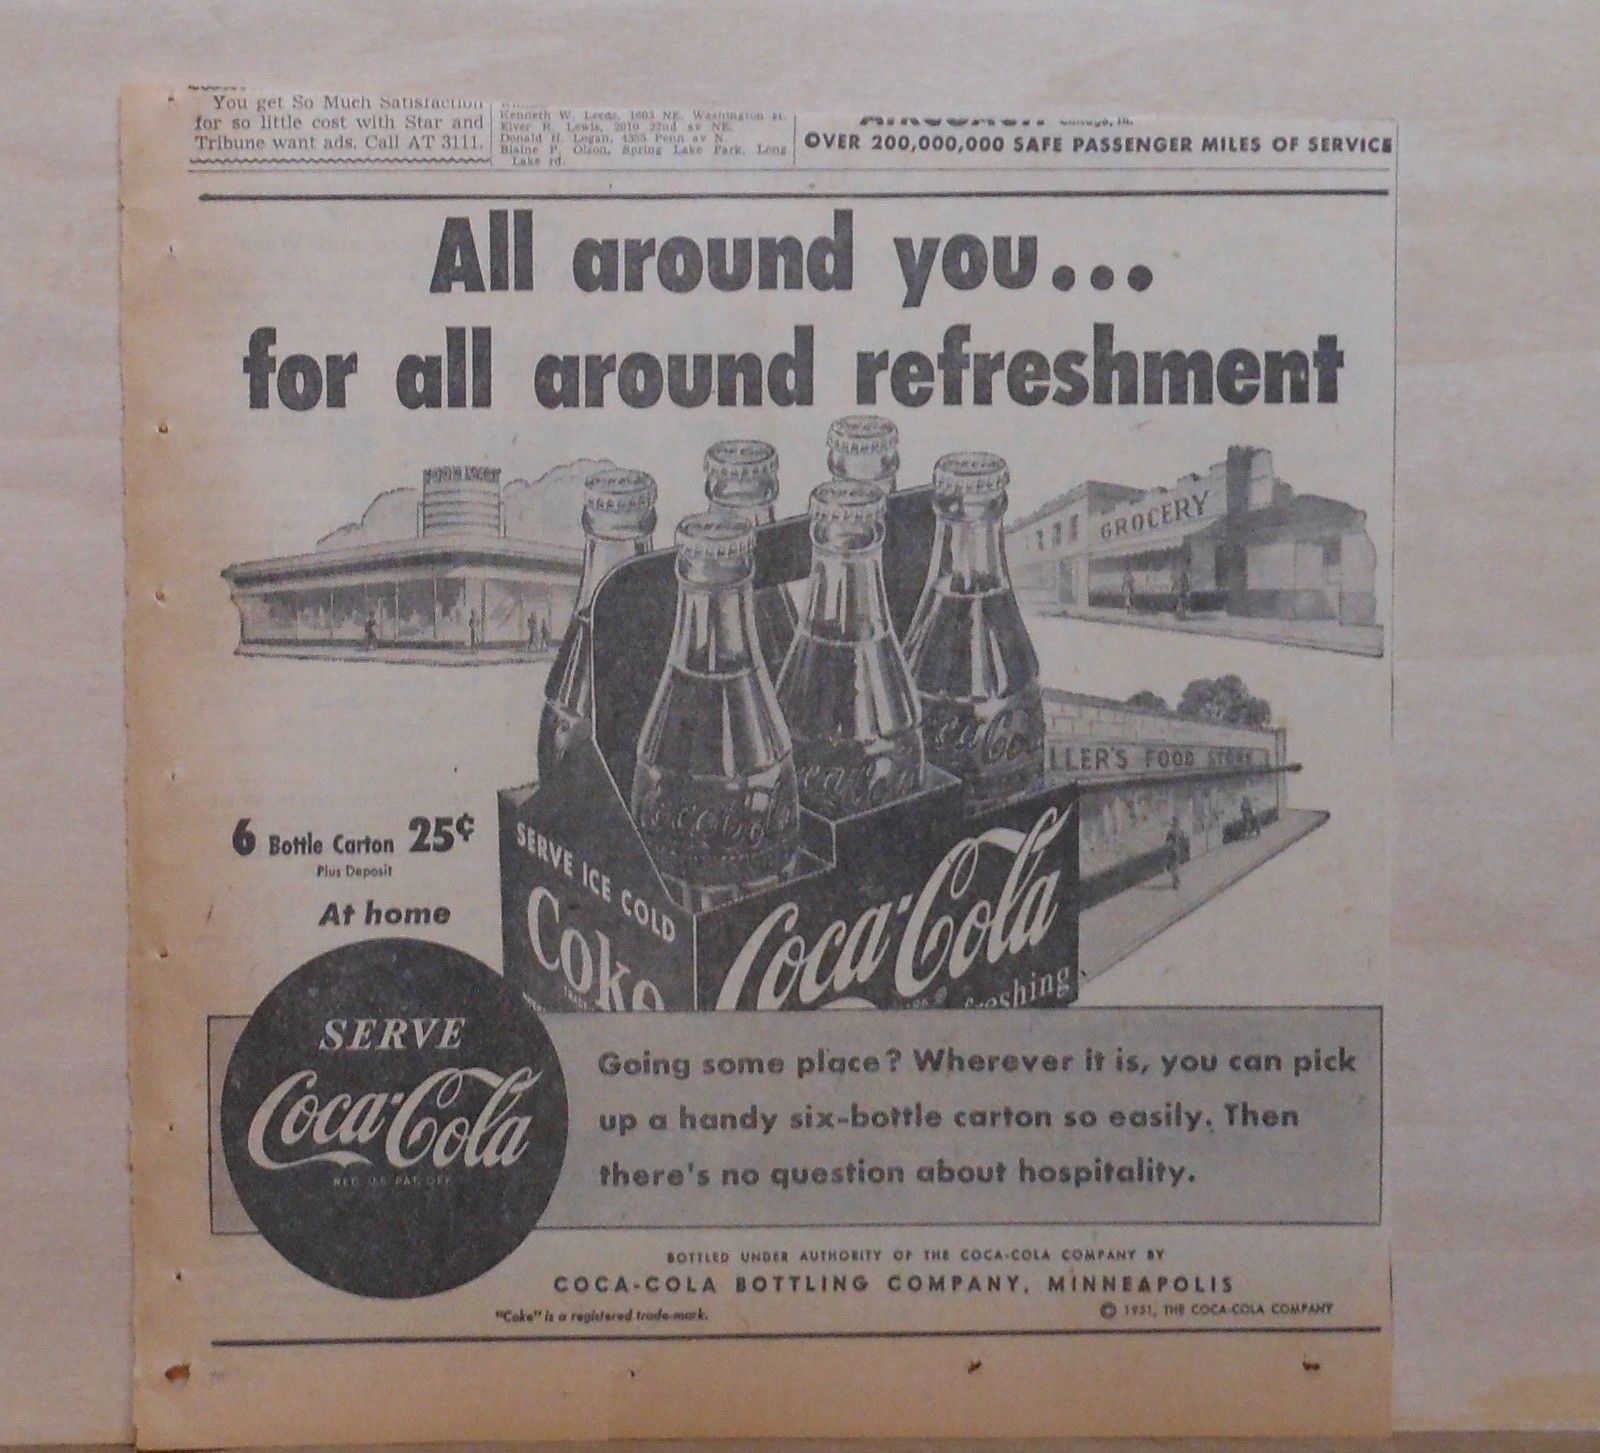 You get So Much Satisfaction
for so little cost with Star and
Tribune want ads. Call AT 3111.
Kenneth W. Leeds, 1603 NE. Washington st.
Elver R. Lewis, 2010 22nd av NE.
Donald H. Logan, 4355 Penn av N.
Blaine P. Olson, Spring Lake Park, Long
Lake rd.
AIRCOACH Chicago, Ill.
OVER 200,000,000 SAFE PASSENGER MILES OF SERVICE
All around you...
for all around refreshment
GROCERY
LLER'S FOOD STORE
6 Bottle Carton 25¢
Plus Deposit
At home
SERVE ICE COLD
Coke
Coca-Cola
freshing
SERVE
Coca-Cola
REG. U.S. PAT. OFF.
Going some place? Wherever it is, you can pick
up a handy six-bottle carton so easily. Then
there's no question about hospitality.
BOTTLED UNDER AUTHORITY OF THE COCA-COLA COMPANY BY
COCA-COLA BOTTLING COMPANY, MINNEAPOLIS
"Coke" is a registered trade-mark.
© 1951, THE COCA-COLA COMPANY